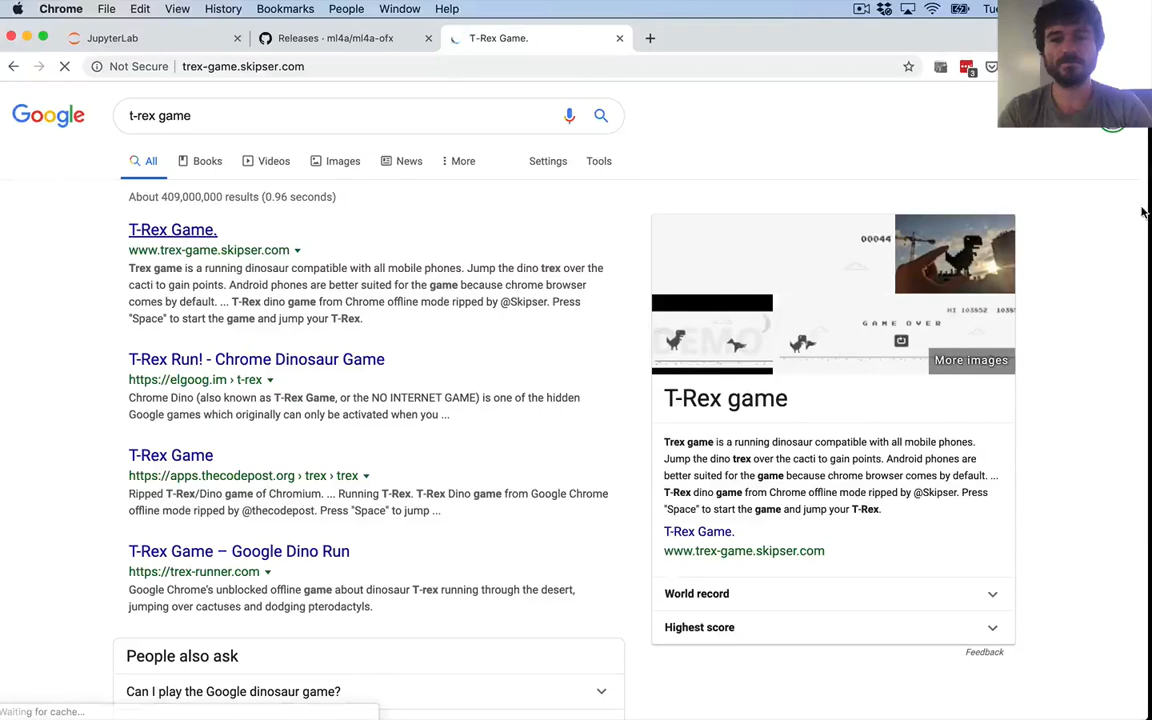 Chrome File Edit View History Bookmarks People Window Help Tue
JupyterLab Releases · ml4a/ml4a-ofx T-Rex Game.
Not Secure trex-game.skipser.com 3
Google t-rex game
All Books Videos Images News More Settings Tools
About 409,000,000 results (0.96 seconds)
T-Rex Game.
www.trex-game.skipser.com
Trex game is a running dinosaur compatible with all mobile phones. Jump the dino trex over the
cacti to gain points. Android phones are better suited for the game because chrome browser
comes by default. ... T-Rex dino game from Chrome offline mode ripped by @Skipser. Press
"Space" to start the game and jump your T-Rex.
T-Rex Run! - Chrome Dinosaur Game
https://elgoog.im › t-rex
Chrome Dino (also known as T-Rex Game, or the NO INTERNET GAME) is one of the hidden
Google games which originally can only be activated when you ...
T-Rex Game
https://apps.thecodepost.org › trex › trex
Ripped T-Rex/Dino game of Chromium. ... Running T-Rex. T-Rex Dino game from Google Chrome
offline mode ripped by @thecodepost. Press "Space" to jump ...
T-Rex Game – Google Dino Run
https://trex-runner.com
Google Chrome's unblocked offline game about dinosaur T-rex running through the desert,
jumping over cactuses and dodging pterodactyls.
People also ask
Can I play the Google dinosaur game?
Waiting for cache...
00044
DEMO
HI 103852
GAME OVER
More images
T-Rex game
Trex game is a running dinosaur compatible with all mobile phones.
Jump the dino trex over the cacti to gain points. Android phones are
better suited for the game because chrome browser comes by default. ...
T-Rex dino game from Chrome offline mode ripped by @Skipser. Press
"Space" to start the game and jump your T-Rex.
T-Rex Game.
www.trex-game.skipser.com
World record
Highest score
Feedback